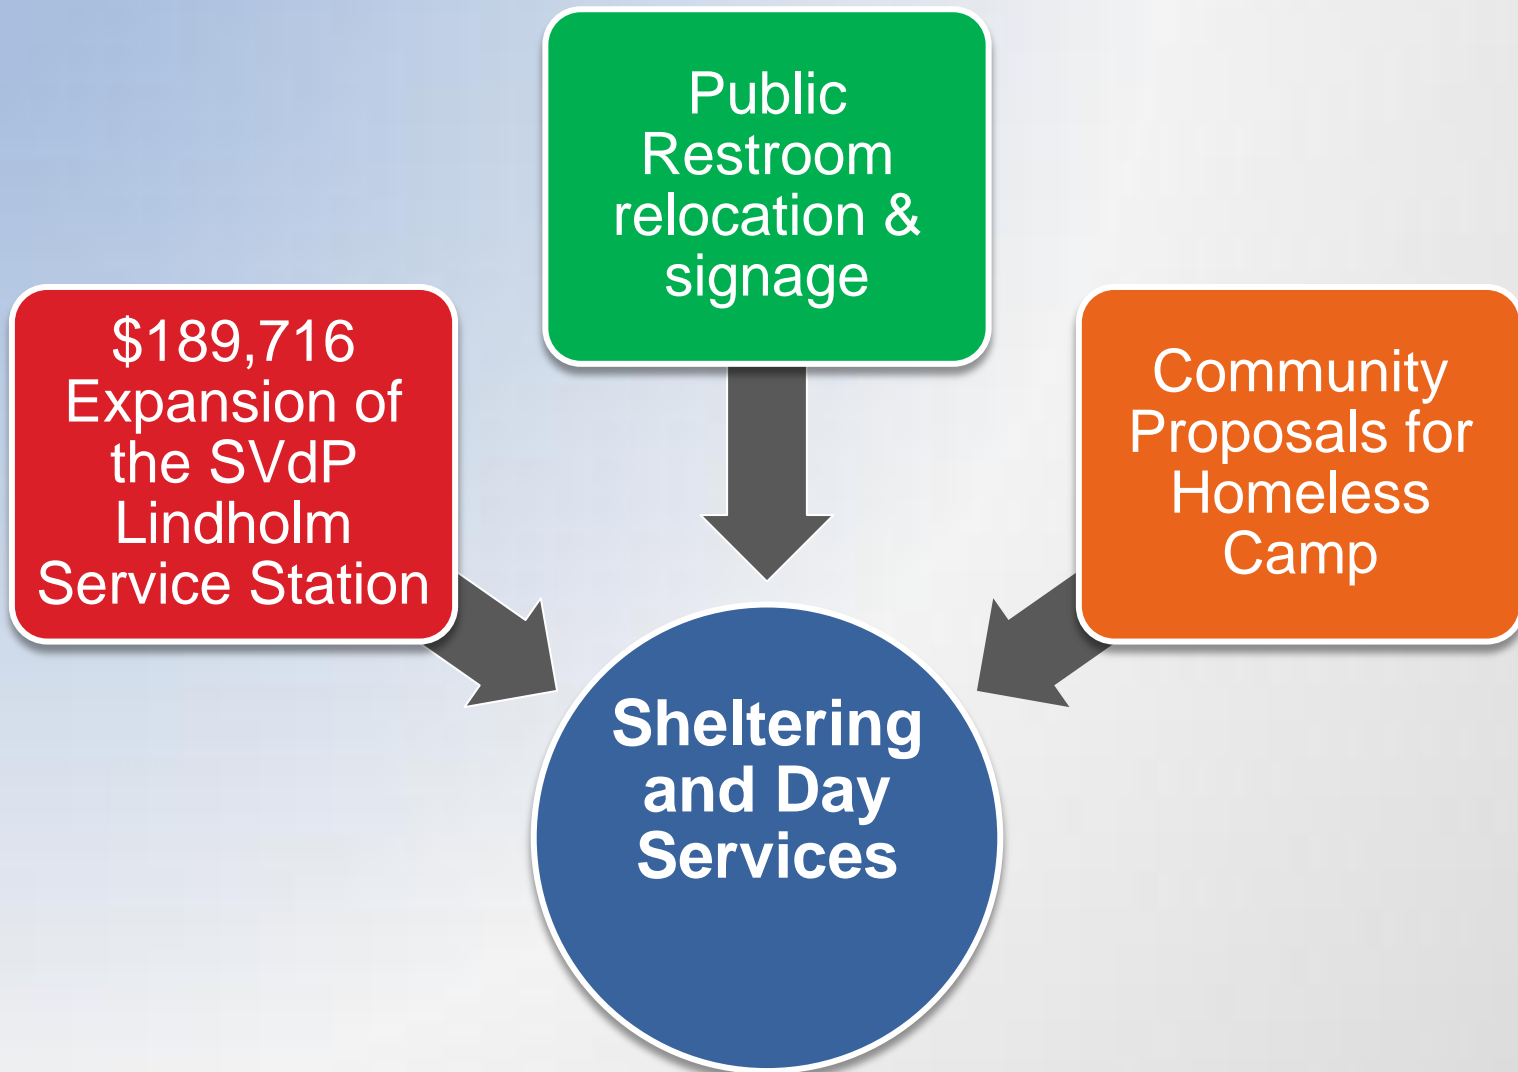 Public
Restroom
relocation &
signage
$189,716
Expansion of
the SVdP
Lindholm
Service Station
Community
Proposals for
Homeless
Camp
Sheltering
and Day
Services